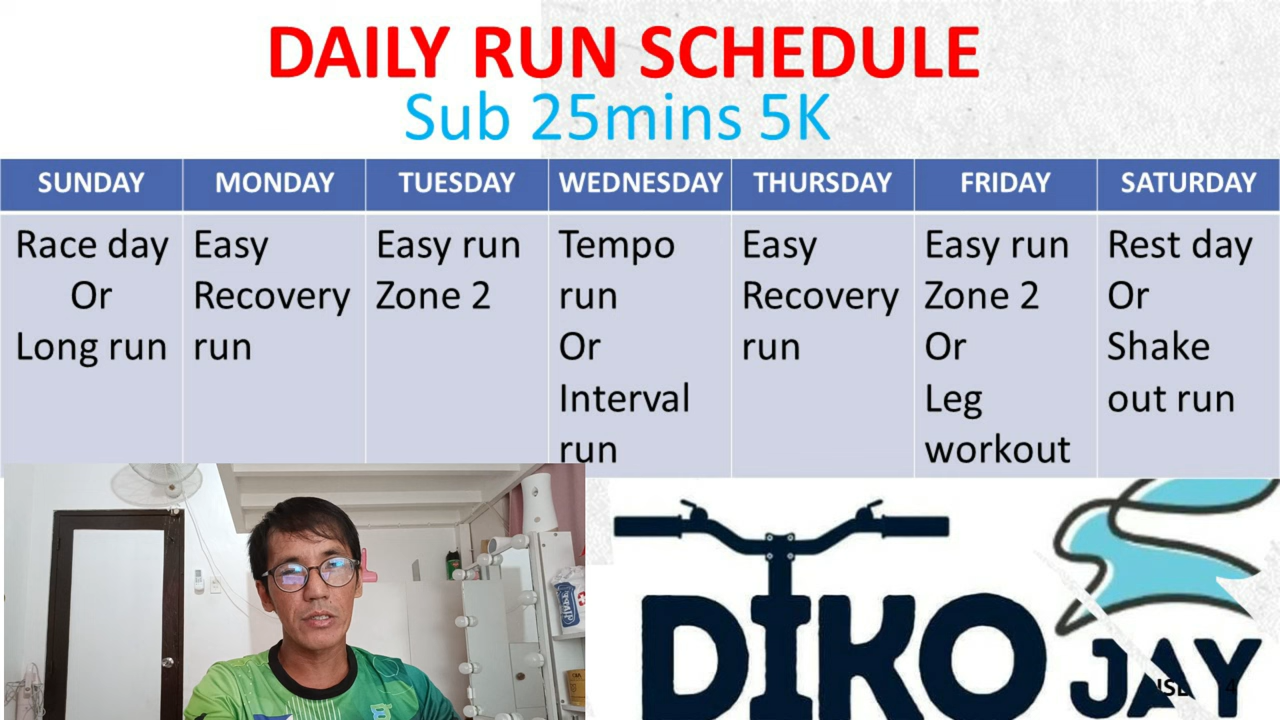 DAILY RUN SCHEDULE
Sub 25mins 5K
SUNDAY MONDAY TUESDAY WEDNESDAY THURSDAY FRIDAY SATURDAY
Race day
Or
Long run
Easy
Recovery
run
Easy run
Zone 2
Tempo
run
Or
Interval
run
Easy
Recovery
run
Easy run
Zone 2
Or
Leg
workout
Rest day
Or
Shake
out run
DIKO
JAY
4